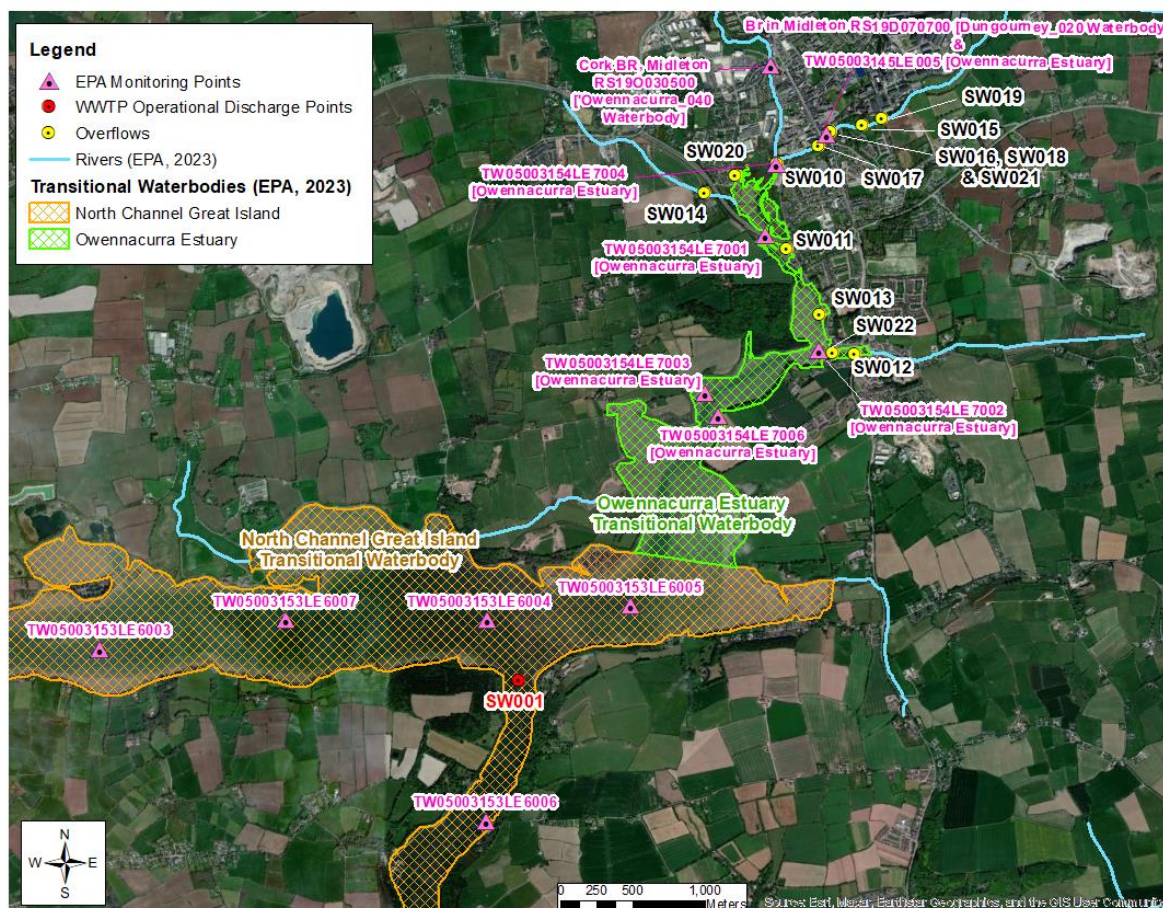 Legend
EPA Monitoring Points
WWTP Operational Discharge Points
Overflows
Rivers (EPA, 2023)
Transitional Waterbodies (EPA, 2023)
North Channel Great Island
Owennacurra Estuary
Br in Midleton RS19D070700 [Dungourney_020 Waterbody
&
TW05003145LE005 [Owennacurra Estuary]
Cork BR, Midleton
RS19O030500
['Owennacurra_040
Waterbody]
SW019
SW015
SW016, SW018
& SW021
SW017
SW020
SW010
TW05003154LE7004
[Owennacurra Estuary]
SW014
SW011
TW05003154LE7001
[Owennacurra Estuary]
SW013
SW022
SW012
TW05003154LE7003
[Owennacurra Estuary]
TW05003154LE7002
[Owennacurra Estuary]
TW05003154LE7006
[Owennacurra Estuary]
Owennacurra Estuary
Transitional Waterbody
North Channel Great Island
Transitional Waterbody
TW05003153LE6005
TW05003153LE6007
TW05003153LE6004
TW05003153LE6003
SW001
TW05003153LE6006
N
W E
S
0 250 500 1,000
Meters
Source: Esri, Maxar, Earthstar Geographics, and the GIS User Community